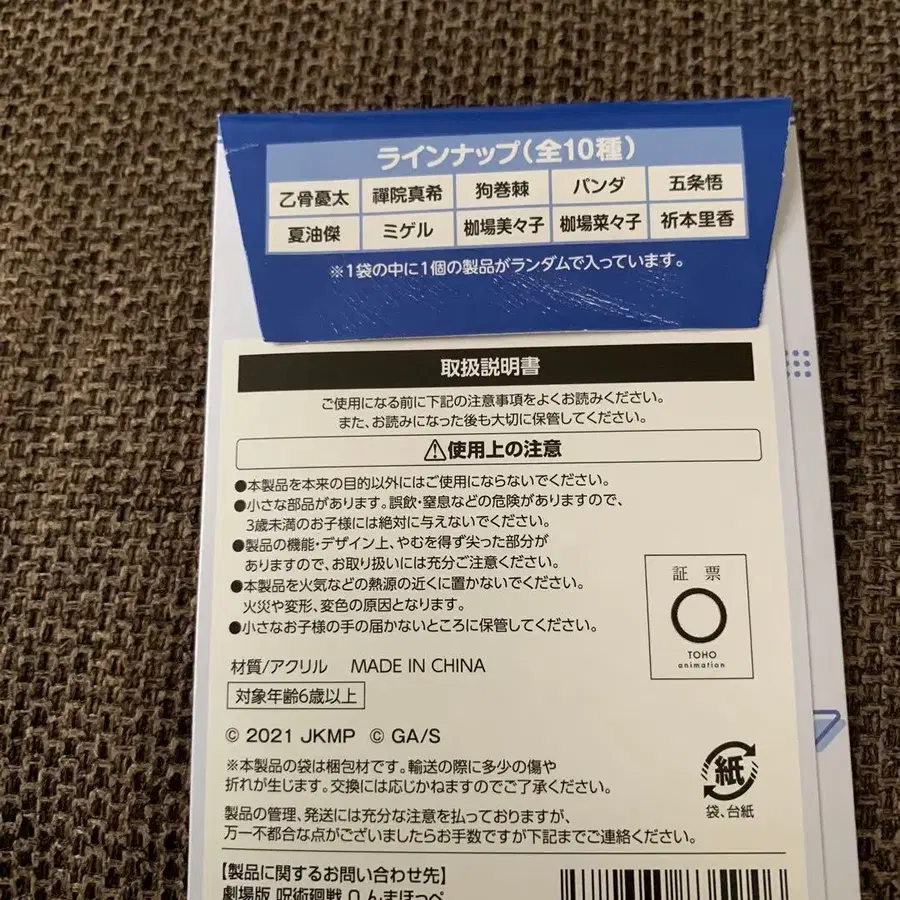 ラインナップ(全10種)
乙骨憂太 禪院真希 狗巻棘 パンダ 五条悟
夏油傑 ミゲル 枷場美々子 枷場菜々子 祈本里香
※1袋の中に1個の製品がランダムで入っています。
取扱説明書
ご使用になる前に下記の注意事項をよくお読みください。
また、お読みになった後も大切に保管してください。
⚠使用上の注意
●本製品を本来の目的以外にはご使用にならないでください。
●小さな部品があります。誤飲・窒息などの危険がありますので、
3歳未満のお子様には絶対に与えないでください。
●製品の機能・デザイン上、やむを得ず尖った部分が
ありますので、お取り扱いには充分ご注意ください。
●本製品を火気などの熱源の近くに置かないでください。
火災や変形、変色の原因となります。
●小さなお子様の手の届かないところに保管してください。
証 票
TOHO
animation
材質/アクリル MADE IN CHINA
対象年齢6歳以上
© 2021 JKMP © GA/S
※本製品の袋は梱包材です。輸送の際に多少の傷や
折れが生じます。交換には応じかねますのでご了承ください。
紙
袋、台紙
製品の管理、発送には充分な注意を払っておりますが、
万一不都合な点がございましたらお手数ですが下記までご連絡ください。
【製品に関するお問い合わせ先】
劇場版 呪術廻戦 0 んまほっぺ